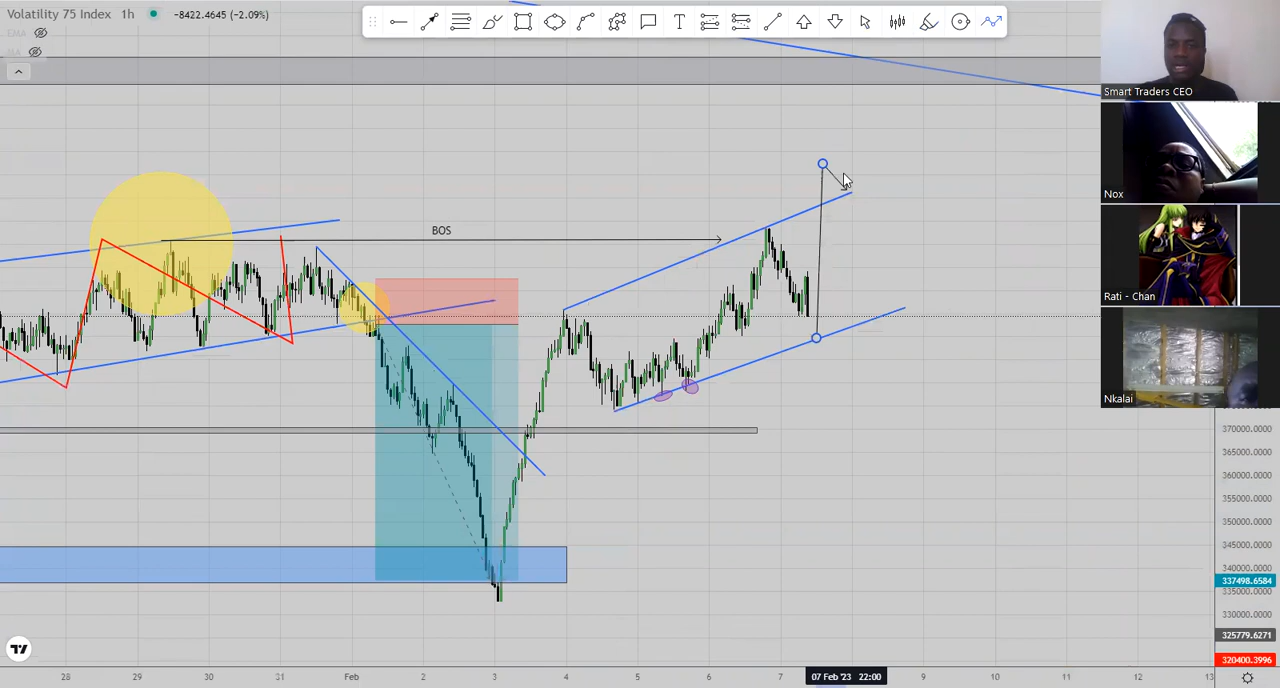 Volatility 75 Index 1h -8422.4645 (-2.09%)
EMA
MA
T
Smart Traders CEO
Nox
Rati - Chan
Nkalai
BOS
370000.0000
365000.0000
360000.0000
355000.0000
350000.0000
345000.0000
340000.0000
337498.6584
335000.0000
330000.0000
325779.6271
320400.3996
28 29 30 31 Feb 2 3 4 5 6 7 07 Feb '23 22:00 9 10 11 12 13